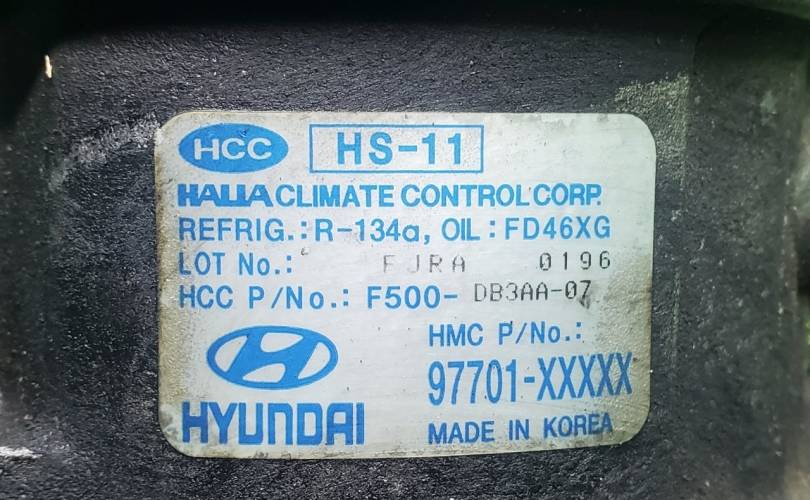 HCC HS-11
HALLA CLIMATE CONTROL CORP.
REFRIG.: R-134a, OIL : FD46XG
LOT No.: FJRA 0196
HCC P/No.: F500- DB3AA-07
HMC P/No.:
97701-XXXXX
HYUNDAI
MADE IN KOREA